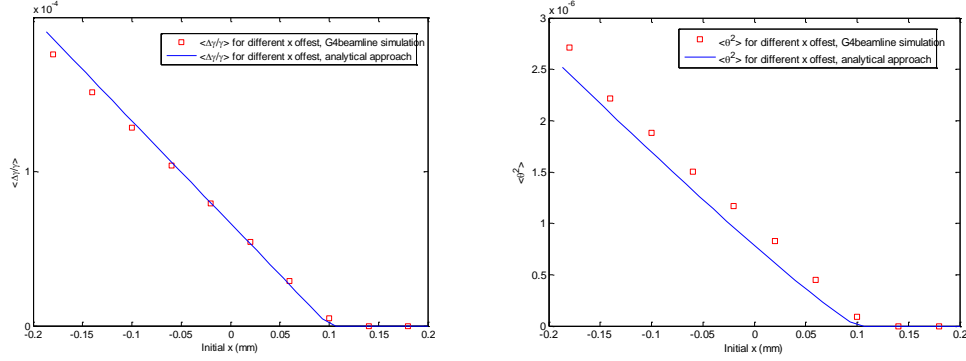 x 10⁻⁴
<Δγ/γ> for different x offest, G4beamline simulation
<Δγ/γ> for different x offest, analytical approach
<Δγ/γ>
1
0
-0.2 -0.15 -0.1 -0.05 0 0.05 0.1 0.15 0.2
Initial x (mm)
x 10⁻⁶
<θ²> for different x offest, G4beamline simulation
<θ²> for different x offest, analytical approach
<θ²>
3
2.5
2
1.5
1
0.5
0
-0.2 -0.15 -0.1 -0.05 0 0.05 0.1 0.15 0.2
Initial x (mm)